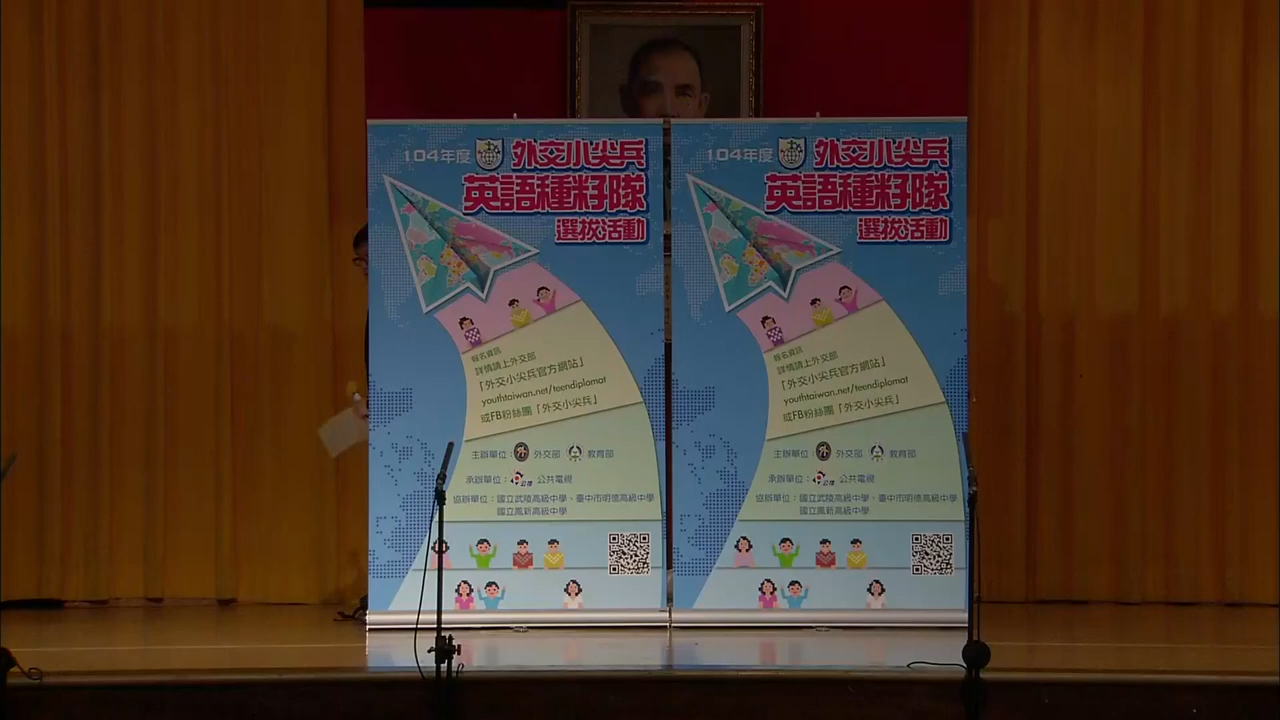 104年度 外交小尖兵
英語種籽隊
選拔活動
報名資訊
詳情請上外交部
「外交小尖兵官方網站」
youthtaiwan.net/teendiplomat
或FB粉絲團「外交小尖兵」
主辦單位： 外交部 教育部
承辦單位： 公視 公共電視
協辦單位：國立武陵高級中學、臺中市明德高級中學
國立鳳新高級中學
104年度 外交小尖兵
英語種籽隊
選拔活動
報名資訊
詳情請上外交部
「外交小尖兵官方網站」
youthtaiwan.net/teendiplomat
或FB粉絲團「外交小尖兵」
主辦單位： 外交部 教育部
承辦單位： 公視 公共電視
協辦單位：國立武陵高級中學、臺中市明德高級中學
國立鳳新高級中學